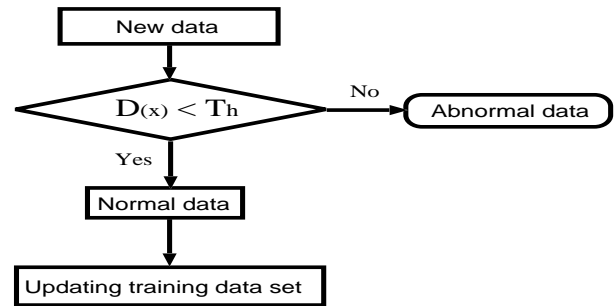 New data
D(x) < Th
No
Abnormal data
Yes
Normal data
Updating training data set